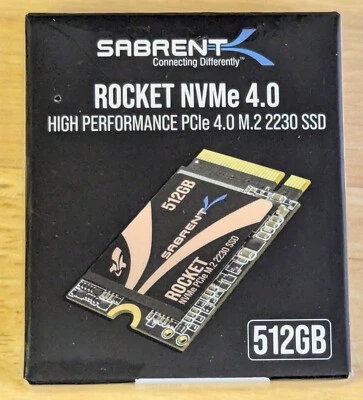 SABRENT
Connecting Differently™
ROCKET NVMe 4.0
HIGH PERFORMANCE PCIe 4.0 M.2 2230 SSD
512GB
SABRENT
ROCKET
NVMe PCIe M.2 2230 SSD
512GB